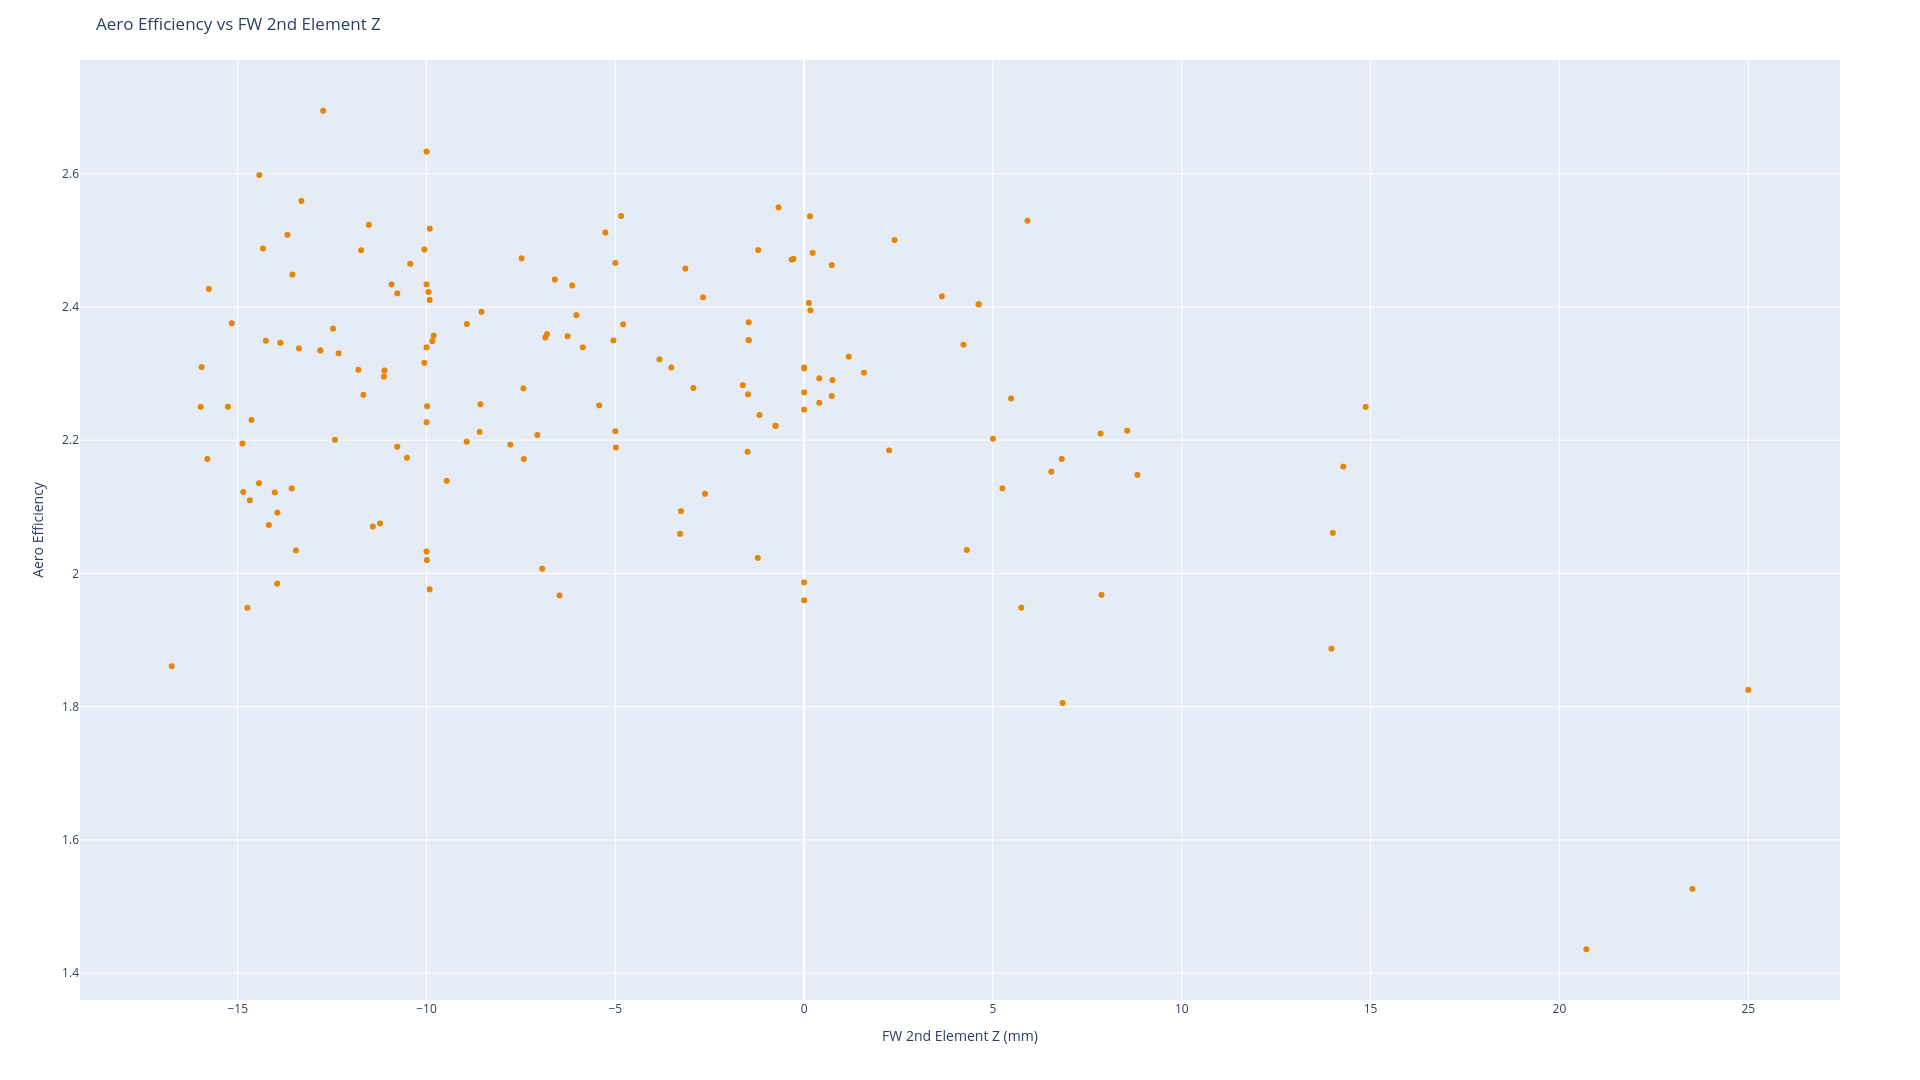 Aero Efficiency vs FW 2nd Element Z
2.6
2.4
2.2
2
1.8
1.6
1.4
Aero Efficiency
−15 −10 −5 0 5 10 15 20 25
FW 2nd Element Z (mm)